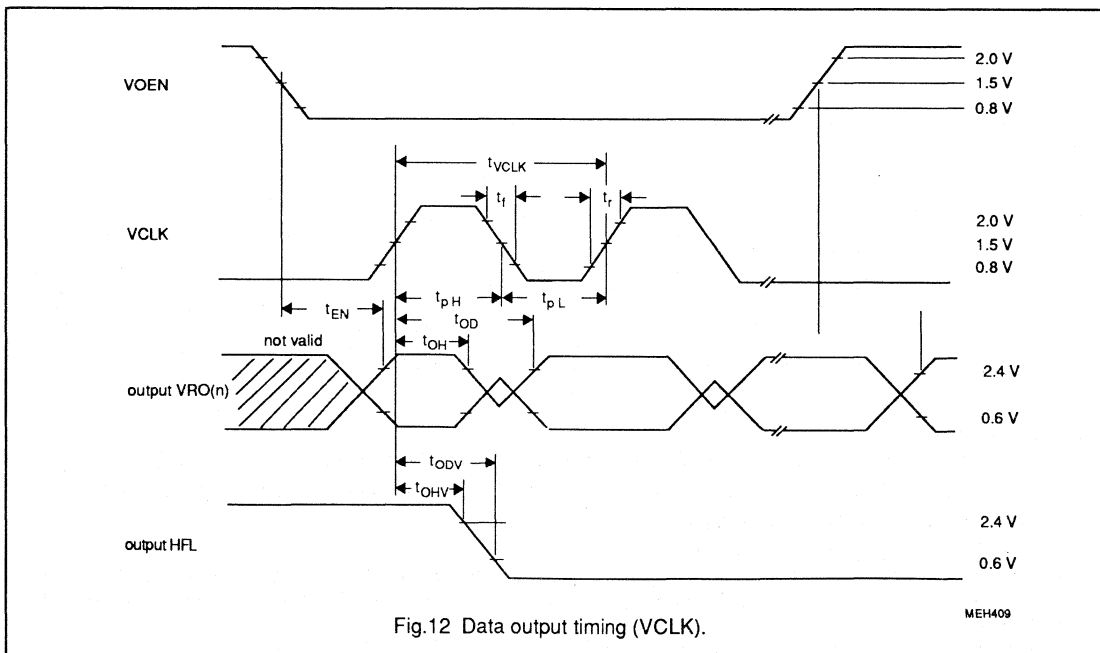 VOEN
2.0 V
1.5 V
0.8 V
tVCLK
tf
tr
VCLK
2.0 V
1.5 V
0.8 V
tpH
tpL
tEN
tOD
not valid
tOH
output VRO(n)
2.4 V
0.6 V
tODV
tOHV
output HFL
2.4 V
0.6 V
MEH409
Fig.12 Data output timing (VCLK).